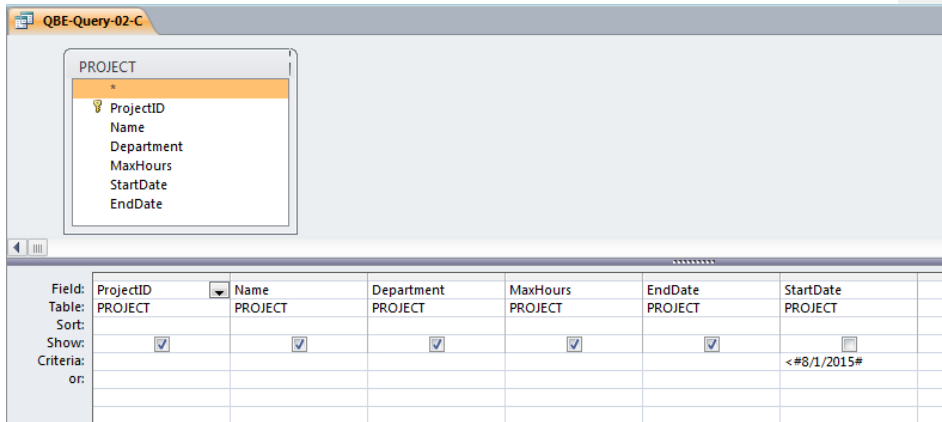 QBE-Query-02-C
PROJECT
*
ProjectID
Name
Department
MaxHours
StartDate
EndDate
Field: ProjectID Name Department MaxHours EndDate StartDate
Table: PROJECT PROJECT PROJECT PROJECT PROJECT PROJECT
Sort:
Show:
Criteria: <#8/1/2015#
or: